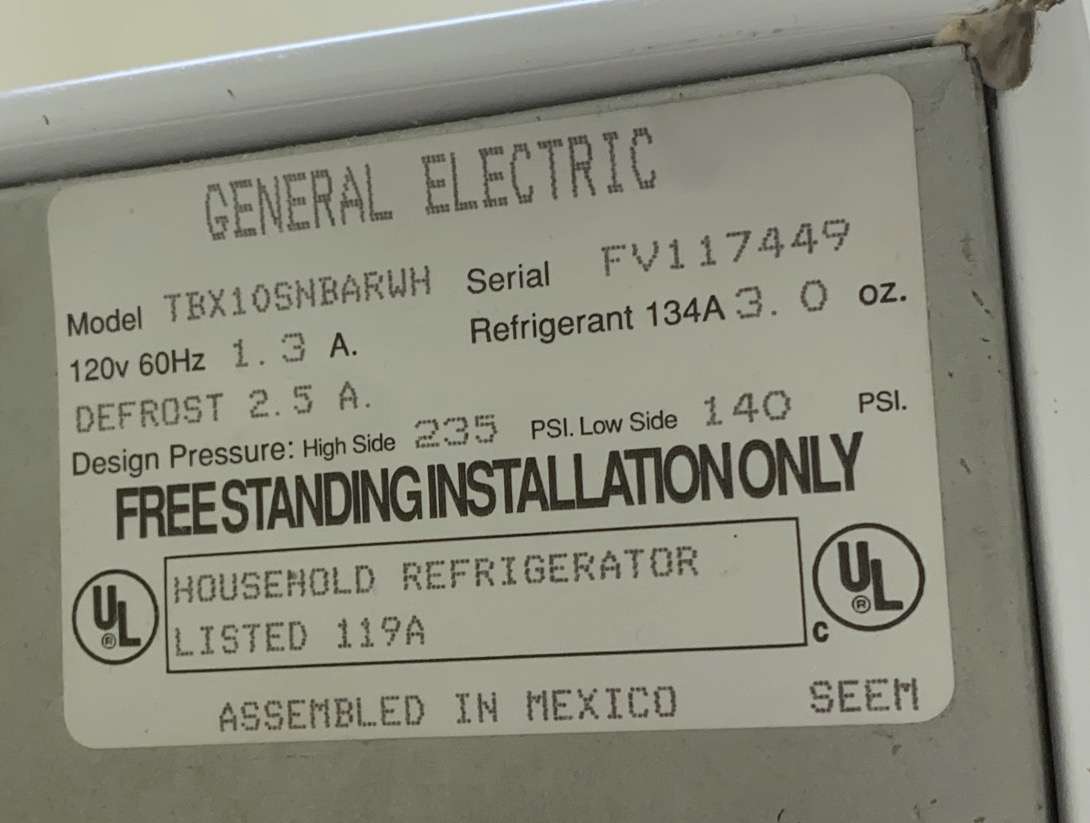 GENERAL ELECTRIC
Model TBX10SNBARWH Serial FV117449
120v 60Hz 1.3 A. Refrigerant 134A 3.0 oz.
DEFROST 2.5 A.
Design Pressure: High Side 235 PSI. Low Side 140 PSI.
FREE STANDING INSTALLATION ONLY
UL® HOUSEHOLD REFRIGERATOR c UL®
LISTED 119A
ASSEMBLED IN MEXICO SEEM